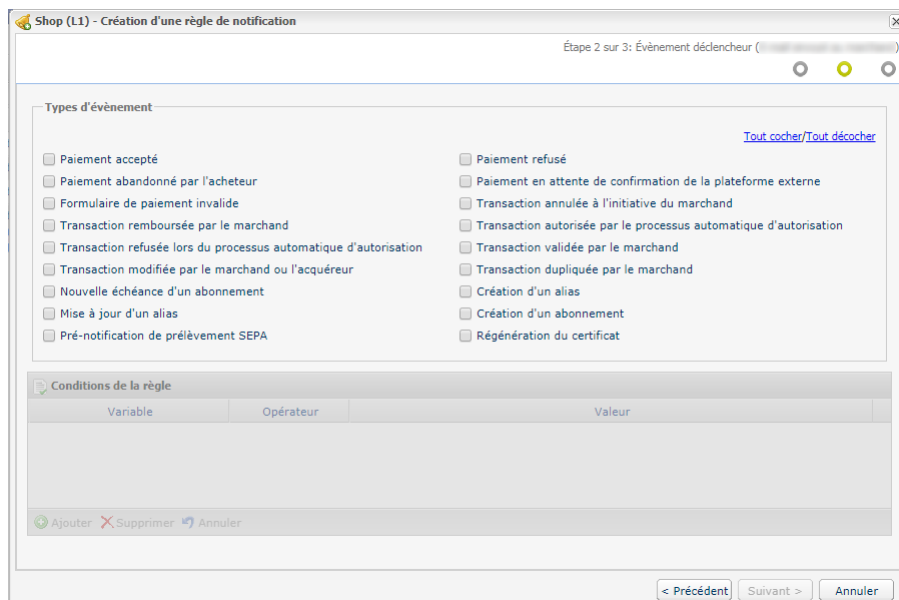 Shop (L1) - Création d'une règle de notification
Étape 2 sur 3: Évènement déclencheur ( )
Types d'évènement
Tout cocher/Tout décocher
Paiement accepté
Paiement refusé
Paiement abandonné par l'acheteur
Paiement en attente de confirmation de la plateforme externe
Formulaire de paiement invalide
Transaction annulée à l'initiative du marchand
Transaction remboursée par le marchand
Transaction autorisée par le processus automatique d'autorisation
Transaction refusée lors du processus automatique d'autorisation
Transaction validée par le marchand
Transaction modifiée par le marchand ou l'acquéreur
Transaction dupliquée par le marchand
Nouvelle échéance d'un abonnement
Création d'un alias
Mise à jour d'un alias
Création d'un abonnement
Pré-notification de prélèvement SEPA
Régénération du certificat
Conditions de la règle
Variable Opérateur Valeur
Ajouter Supprimer Annuler
< Précédent Suivant > Annuler